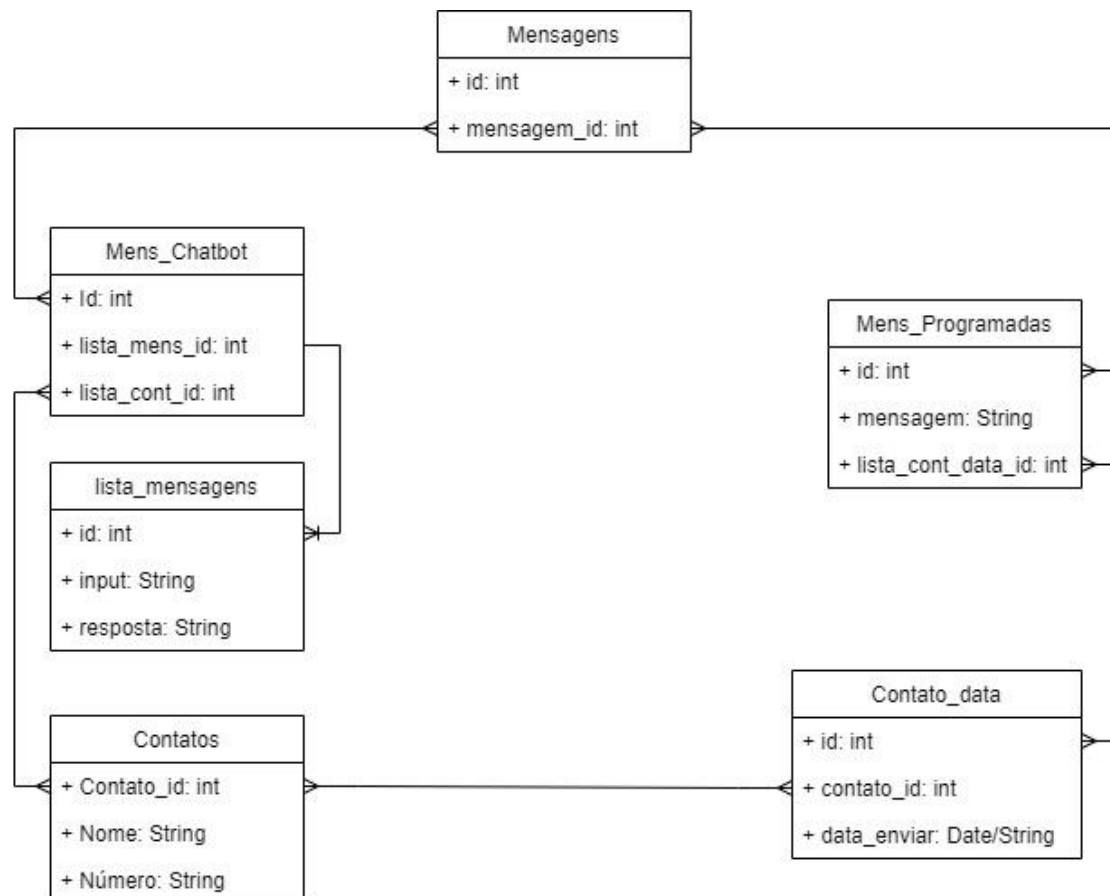 Mensagens
+ id: int
+ mensagem_id: int
Mens_Chatbot
+ Id: int
+ lista_mens_id: int
+ lista_cont_id: int
Mens_Programadas
+ id: int
+ mensagem: String
+ lista_cont_data_id: int
lista_mensagens
+ id: int
+ input: String
+ resposta: String
Contato_data
+ id: int
+ contato_id: int
+ data_enviar: Date/String
Contatos
+ Contato_id: int
+ Nome: String
+ Número: String